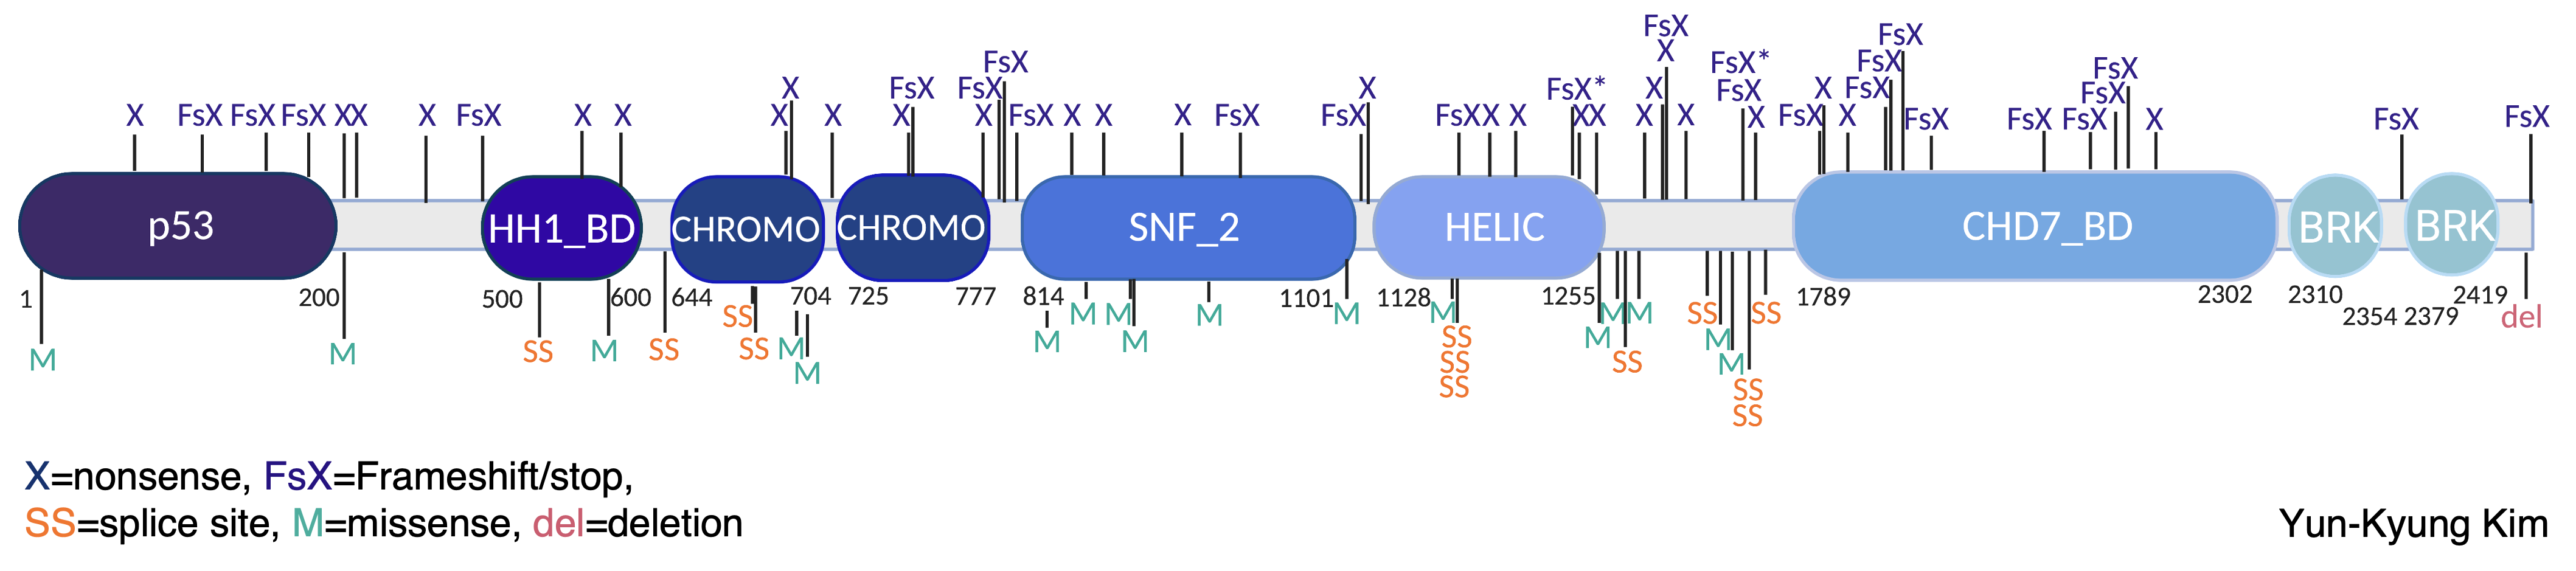 FsX
X
FsX X FsX*
FsX
FsX FsX* FsX
X FsX FsX X X X FsX FsX X FsX FsX
X FsX FsX FsX XX X FsX X X X X X X FsX X X X FsX FsX FsX X X XX X X X FsX X FsX FsX FsX X FsX FsX
p53 HH1_BD CHROMO CHROMO SNF_2 HELIC CHD7_BD BRK BRK
1 200 500 600 644 704 725 777 814 1101 1128 1255 1789 2302 2310 2419
2354 2379
SS M M M M M M M M SS SS del
M M SS M SS SS M M M M M
M SS M SS M
SS SS
SS SS
SS
X=nonsense, FsX=Frameshift/stop,
SS=splice site, M=missense, del=deletion
Yun-Kyung Kim